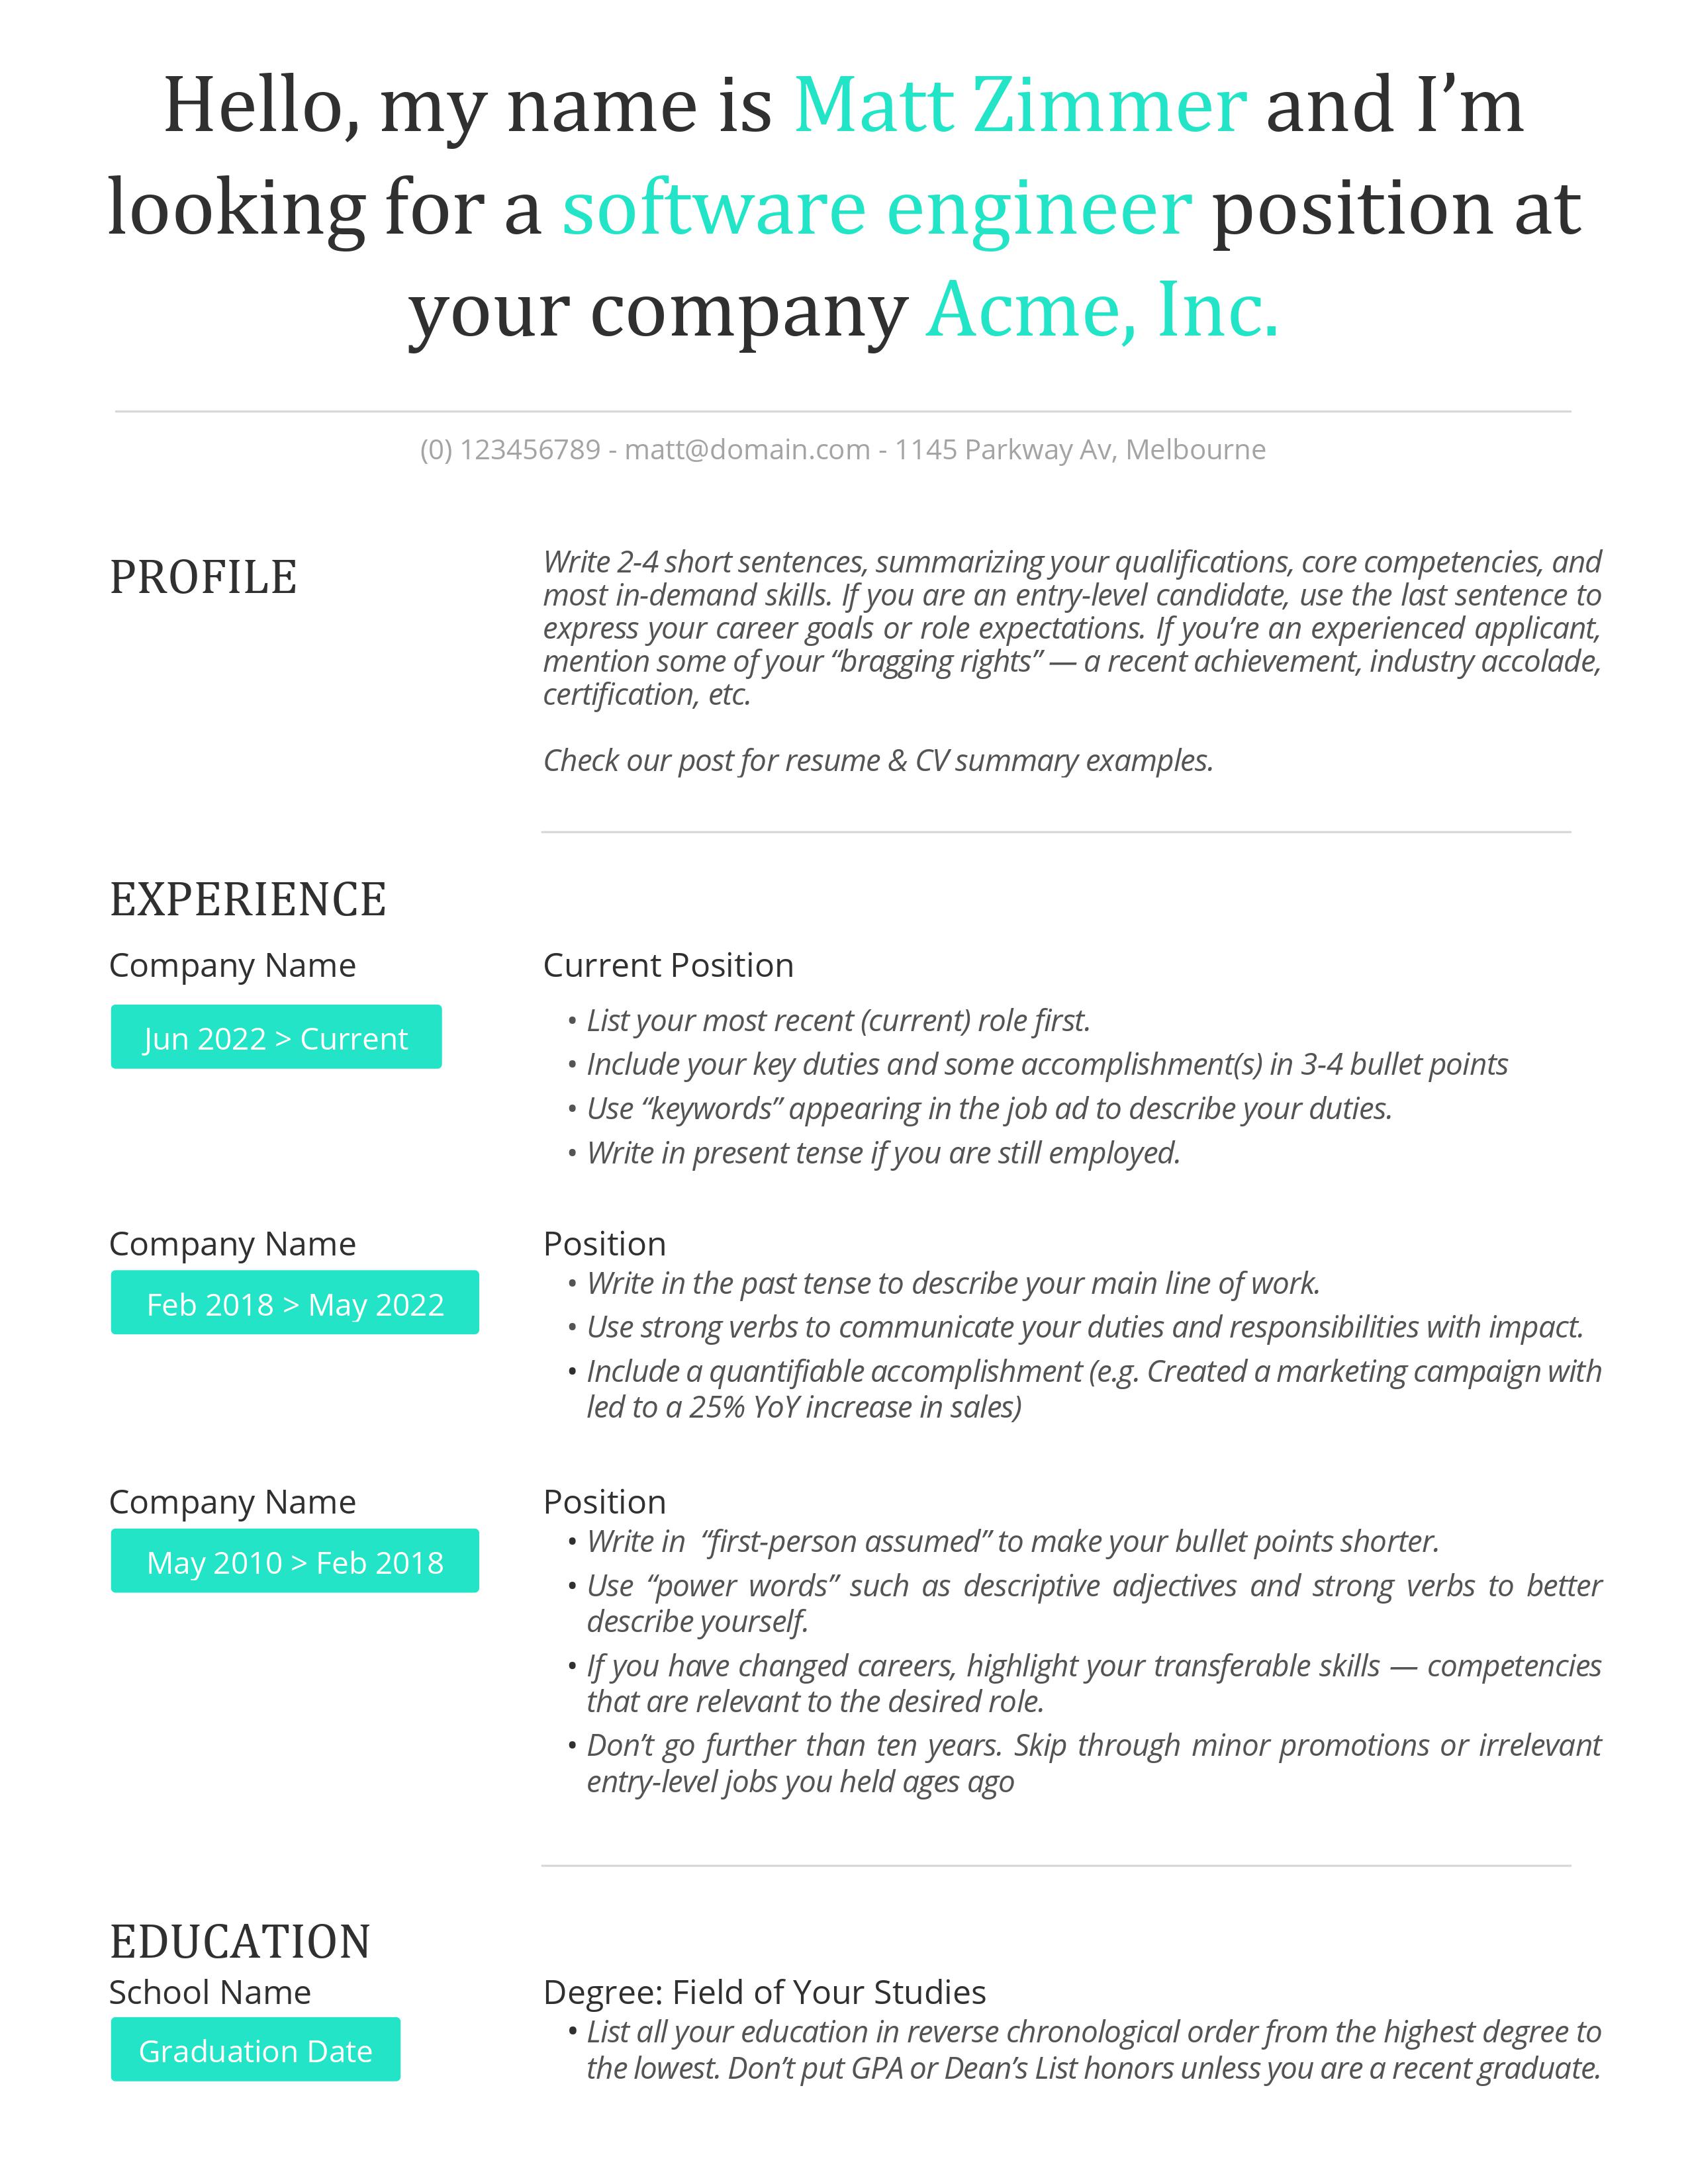 Hello, my name is Matt Zimmer and I’m
looking for a software engineer position at
your company Acme, Inc.
(0) 123456789 - matt@domain.com - 1145 Parkway Av, Melbourne
PROFILE
Write 2-4 short sentences, summarizing your qualifications, core competencies, and
most in-demand skills. If you are an entry-level candidate, use the last sentence to
express your career goals or role expectations. If you’re an experienced applicant,
mention some of your “bragging rights” — a recent achievement, industry accolade,
certification, etc.
Check our post for resume & CV summary examples.
EXPERIENCE
Company Name
Jun 2022 > Current
Current Position
• List your most recent (current) role first.
• Include your key duties and some accomplishment(s) in 3-4 bullet points
• Use “keywords” appearing in the job ad to describe your duties.
• Write in present tense if you are still employed.
Company Name
Feb 2018 > May 2022
Position
• Write in the past tense to describe your main line of work.
• Use strong verbs to communicate your duties and responsibilities with impact.
• Include a quantifiable accomplishment (e.g. Created a marketing campaign with
led to a 25% YoY increase in sales)
Company Name
May 2010 > Feb 2018
Position
• Write in “first-person assumed” to make your bullet points shorter.
• Use “power words” such as descriptive adjectives and strong verbs to better
describe yourself.
• If you have changed careers, highlight your transferable skills — competencies
that are relevant to the desired role.
• Don’t go further than ten years. Skip through minor promotions or irrelevant
entry-level jobs you held ages ago
EDUCATION
School Name
Graduation Date
Degree: Field of Your Studies
• List all your education in reverse chronological order from the highest degree to
the lowest. Don’t put GPA or Dean’s List honors unless you are a recent graduate.